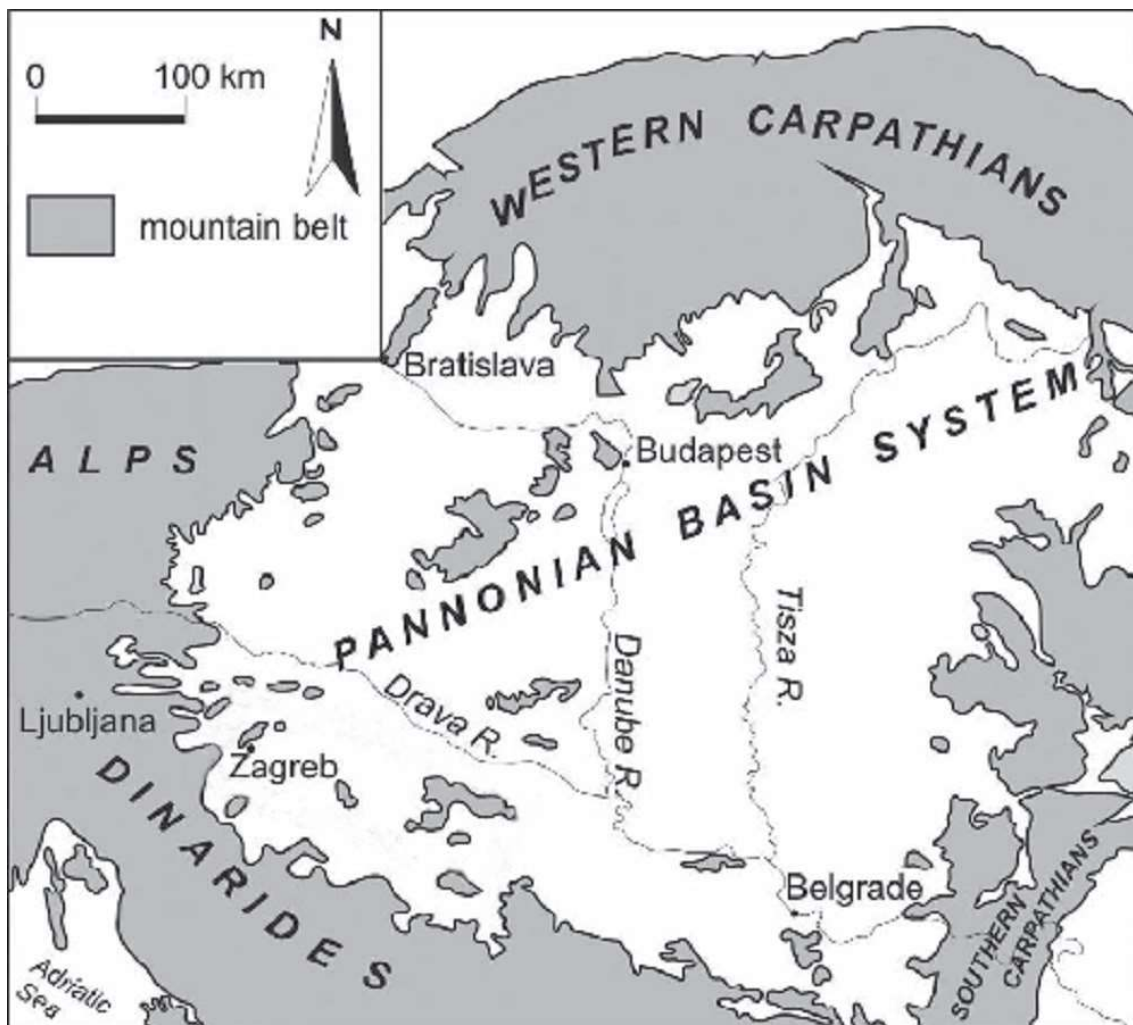 N
0 100 km
mountain belt
WESTERN CARPATHIANS
Bratislava
ALPS
Budapest
PANNONIAN BASIN SYSTEM
Tisza R.
Danube R.
Drava R.
Ljubljana
Zagreb
DINARIDES
Belgrade
SOUTHERN
CARPATHIANS
Adriatic
Sea